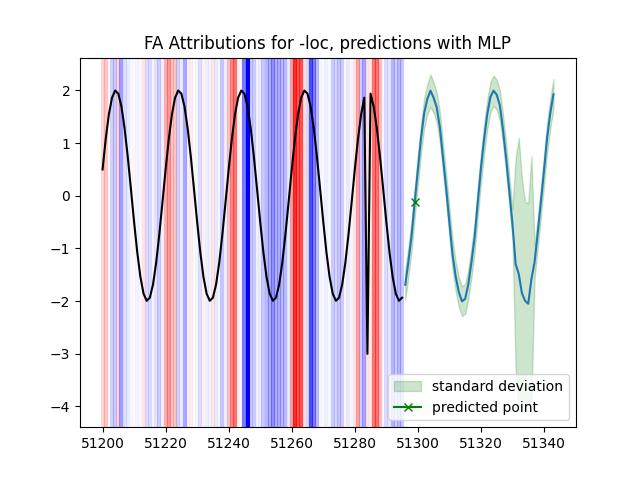 FA Attributions for -loc, predictions with MLP
2
1
0
−1
−2
−3
−4
standard deviation
predicted point
51200 51220 51240 51260 51280 51300 51320 51340